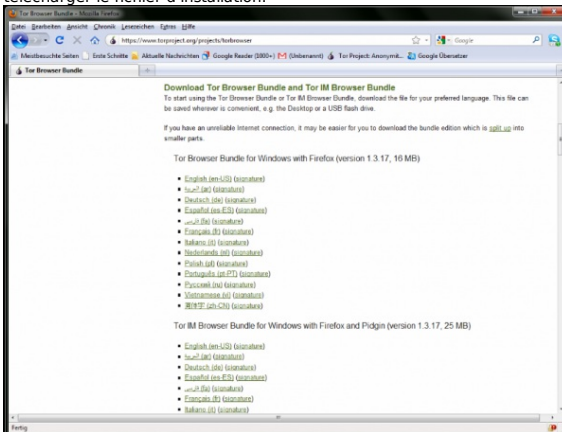 télécharger le fichier d'installation.
Tor Browser Bundle - Mozilla Firefox
Datei Bearbeiten Ansicht Chronik Lesezeichen Extras Hilfe
https://www.torproject.org/projects/torbrowser
Google
Meistbesuchte Seiten Erste Schritte Aktuelle Nachrichten Google Reader (1000+) (Unbenannt) Tor Project: Anonymit... Google Übersetzer
Tor Browser Bundle
Download Tor Browser Bundle and Tor IM Browser Bundle
To start using the Tor Browser Bundle or Tor IM Browser Bundle, download the file for your preferred language. This file can
be saved wherever is convenient, e.g. the Desktop or a USB flash drive.
If you have an unreliable Internet connection, it may be easier for you to download the bundle edition which is split up into
smaller parts.
Tor Browser Bundle for Windows with Firefox (version 1.3.17, 16 MB)
English (en-US) (signature)
(ar) (signature)
Deutsch (de) (signature)
Español (es-ES) (signature)
(fa) (signature)
Français (fr) (signature)
Italiano (it) (signature)
Nederlands (nl) (signature)
Polish (pl) (signature)
Português (pt-PT) (signature)
Русский (ru) (signature)
Vietnamese (vi) (signature)
(zh-CN) (signature)
Tor IM Browser Bundle for Windows with Firefox and Pidgin (version 1.3.17, 25 MB)
English (en-US) (signature)
(ar) (signature)
Deutsch (de) (signature)
Español (es-ES) (signature)
(fa) (signature)
Français (fr) (signature)
Italiano (it) (signature)
Fertig